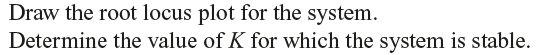 Draw the root locus plot for the system.
Determine the value of K for which the system is stable.